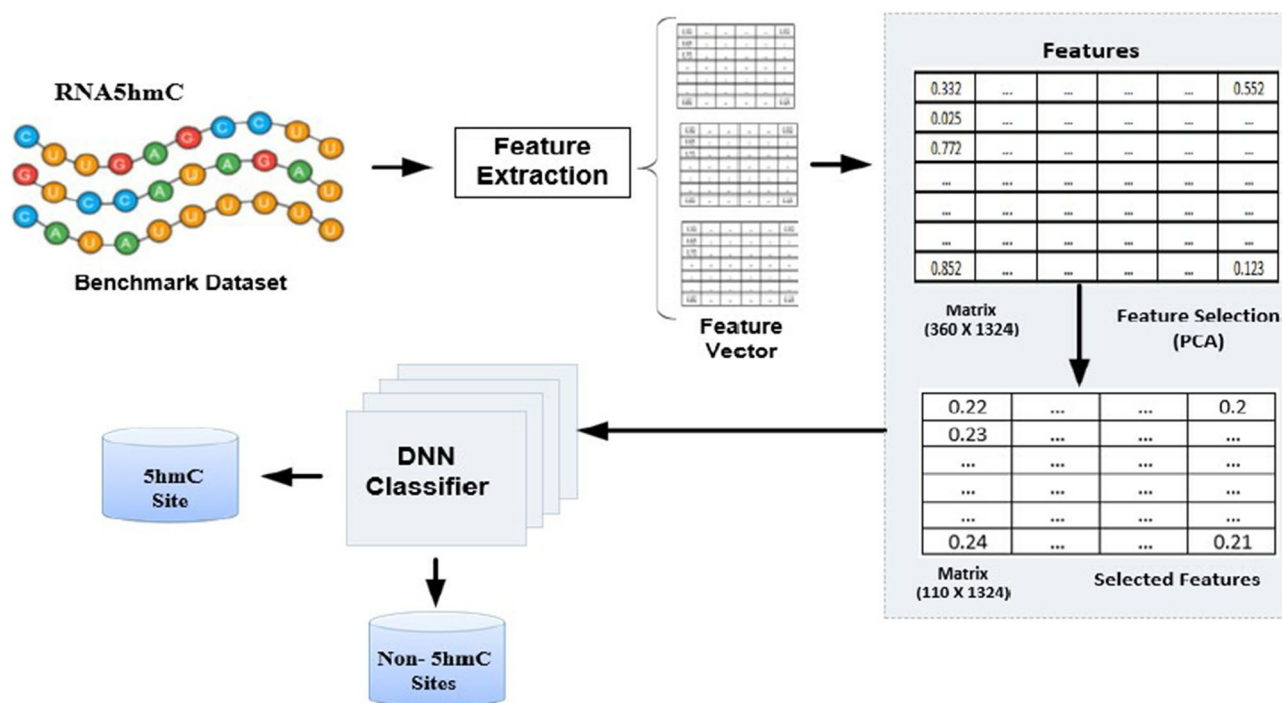 RNA5hmC
C U U G A G C C U U
G U C C A U A G A U
C A U A U U U U U U
Benchmark Dataset
Feature
Extraction
Feature
Vector
Features
0.332 ... ... ... ... 0.552
0.025 ... ... ... ... ...
0.772 ... ... ... ... ...
... ... ... ... ... ...
... ... ... ... ... ...
... ... ... ... ... ...
0.852 ... ... ... ... 0.123
Matrix
(360 X 1324)
Feature Selection
(PCA)
0.22 ... ... 0.2
0.23 ... ... ...
... ... ... ...
... ... ... ...
... ... ... ...
0.24 ... ... 0.21
Matrix
(110 X 1324)
Selected Features
DNN
Classifier
5hmC
Site
Non- 5hmC
Sites